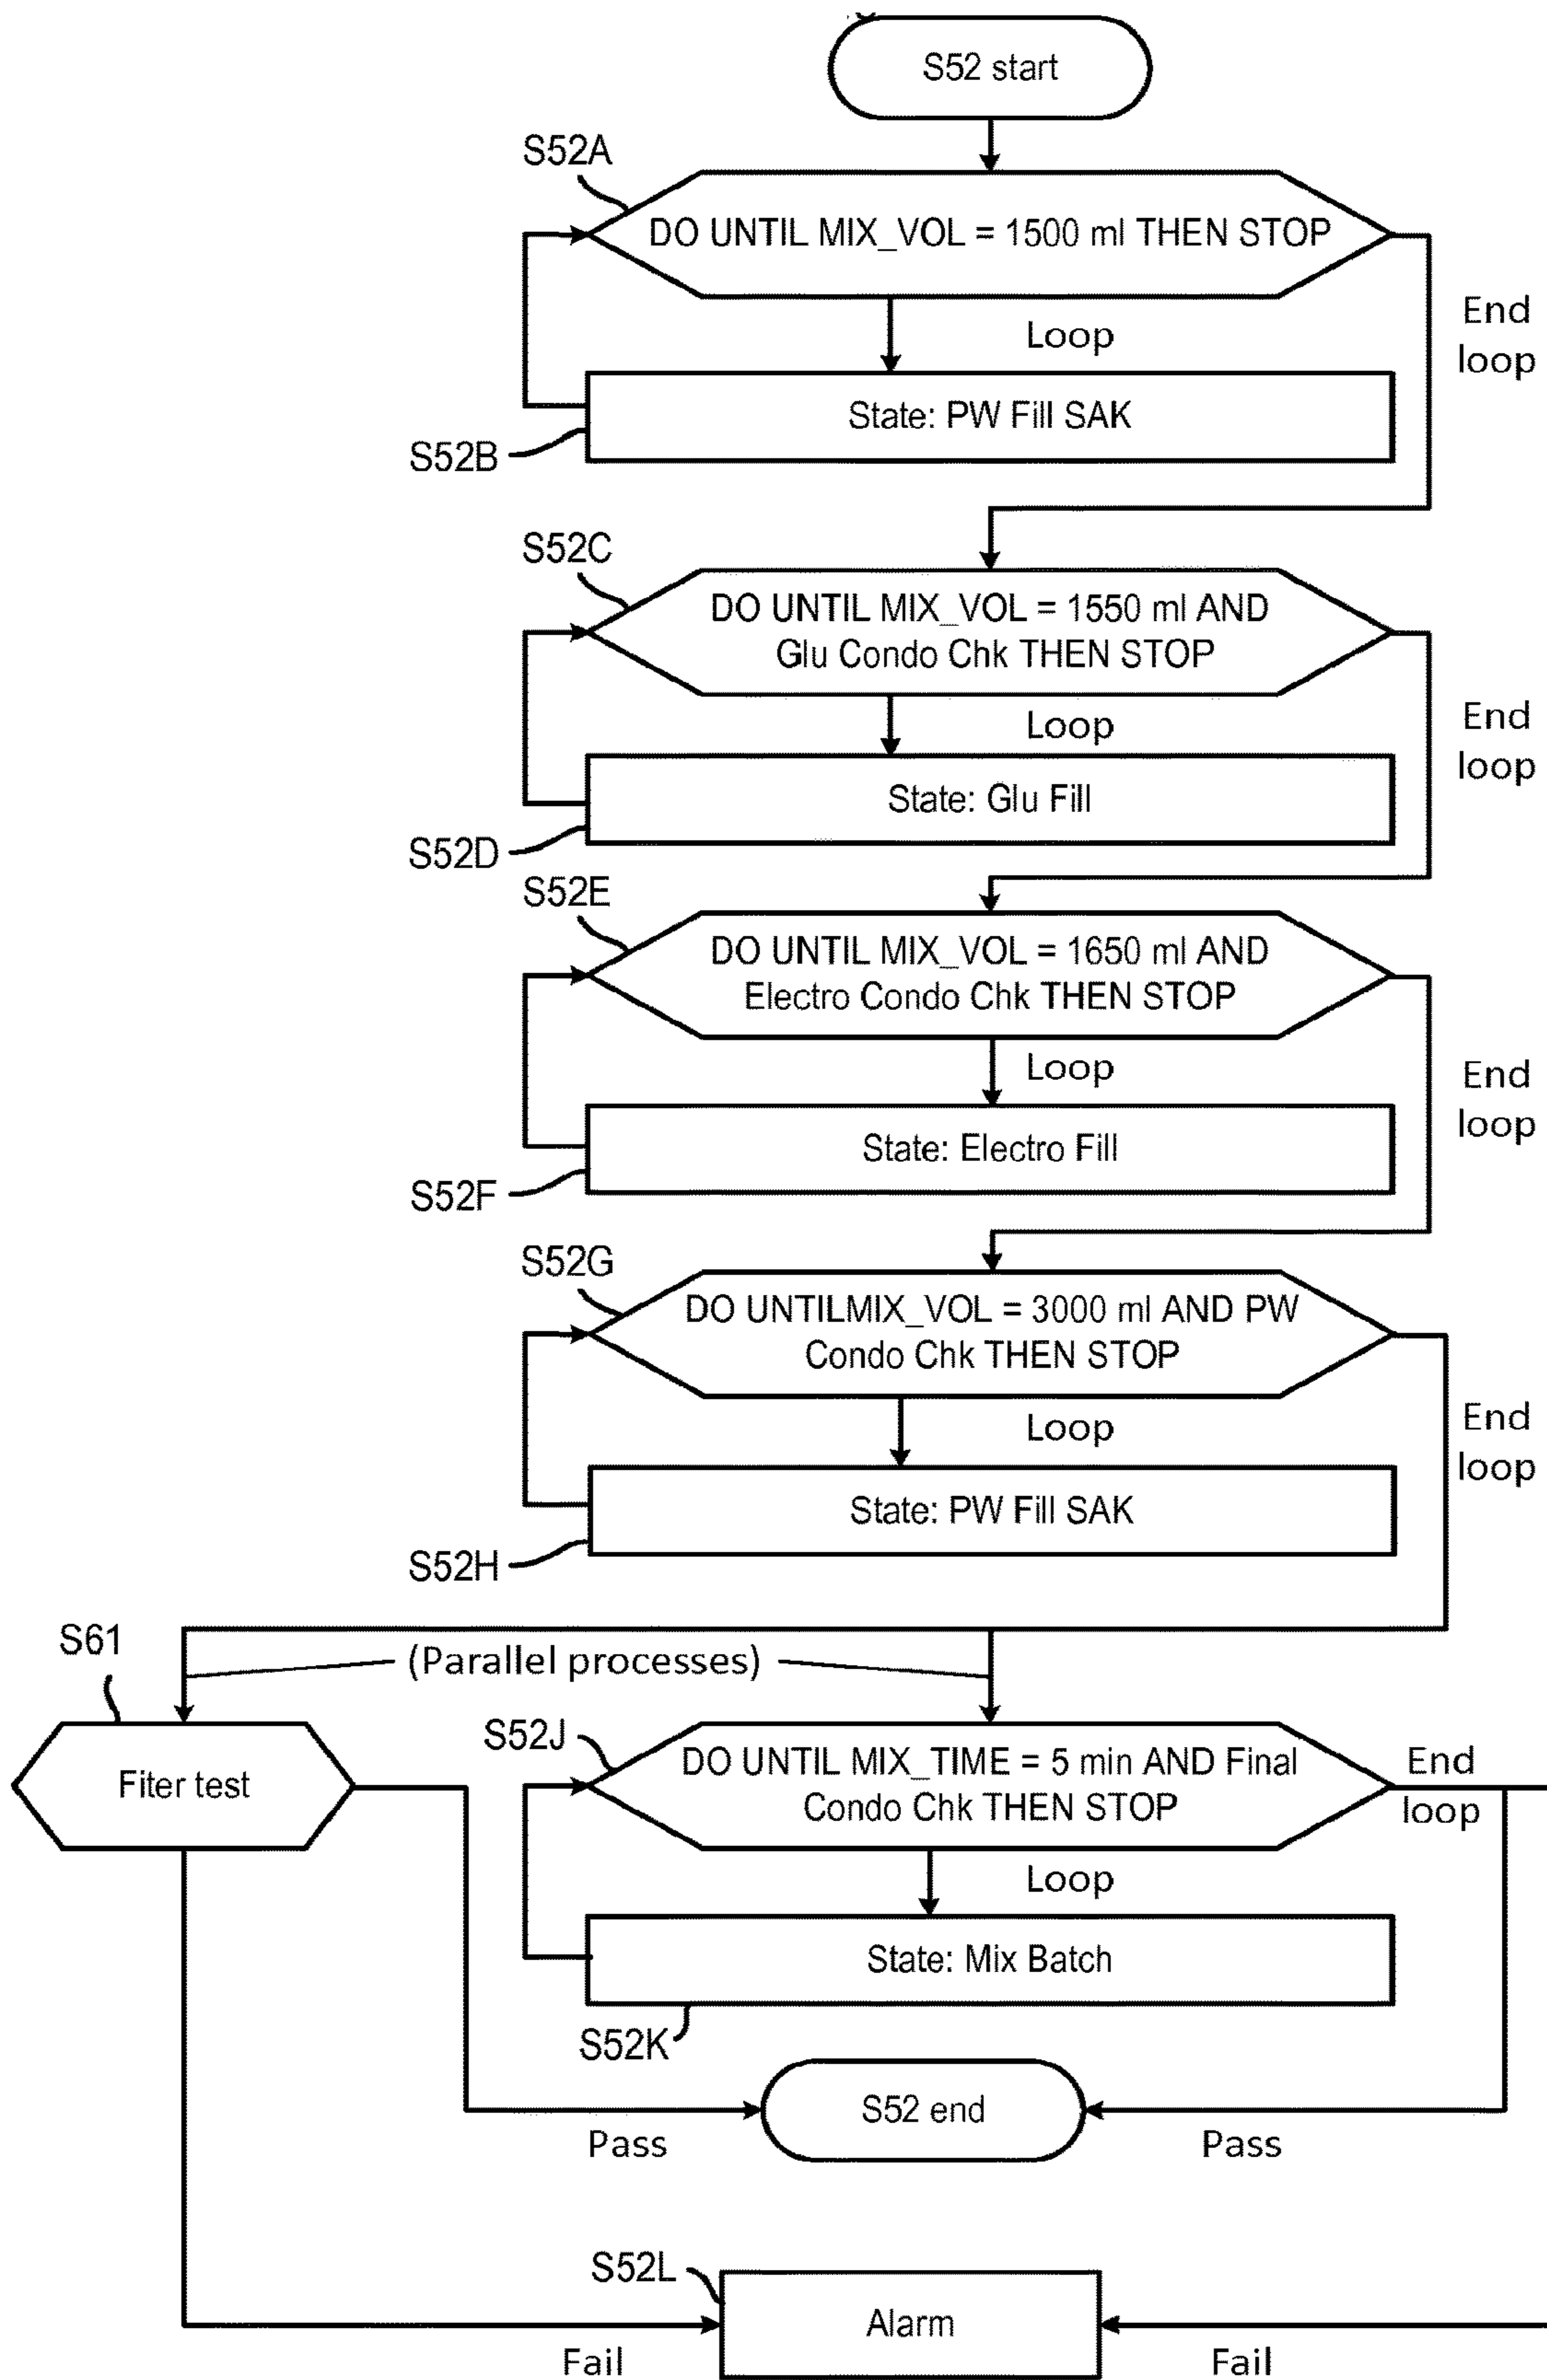 S52 start
S52A
DO UNTIL MIX_VOL = 1500 ml THEN STOP
End
loop
Loop
State: PW Fill SAK
S52B
S52C
DO UNTIL MIX_VOL = 1550 ml AND
Glu Condo Chk THEN STOP
End
loop
Loop
State: Glu Fill
S52D
S52E
DO UNTIL MIX_VOL = 1650 ml AND
Electro Condo Chk THEN STOP
End
loop
Loop
State: Electro Fill
S52F
S52G
DO UNTILMIX_VOL = 3000 ml AND PW
Condo Chk THEN STOP
End
loop
Loop
State: PW Fill SAK
S52H
S61
(Parallel processes)
Fiter test
S52J
DO UNTIL MIX_TIME = 5 min AND Final
Condo Chk THEN STOP
End
loop
Loop
State: Mix Batch
S52K
S52 end
Pass
Pass
S52L
Alarm
Fail
Fail